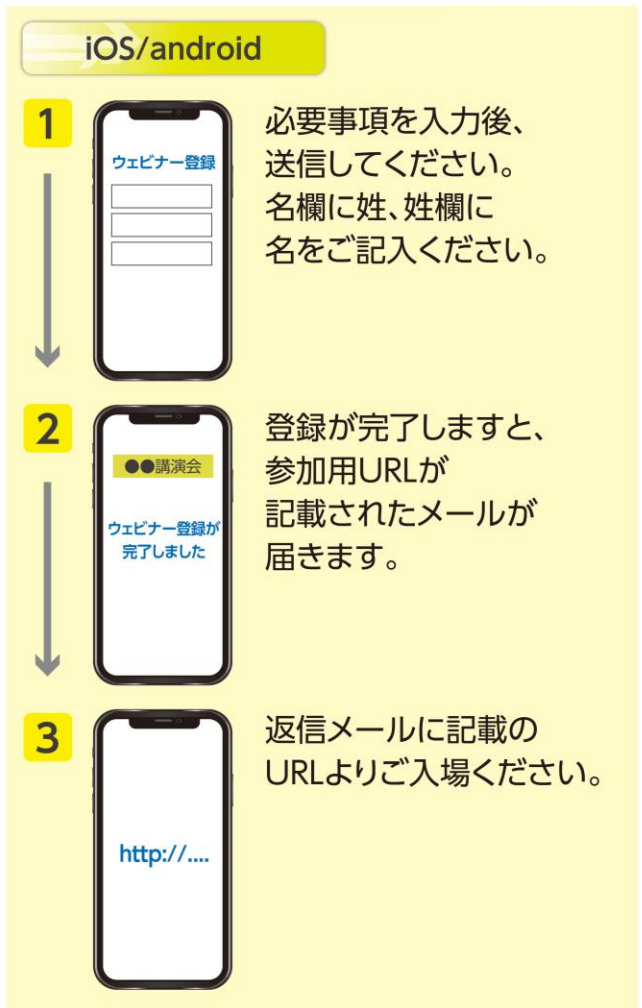 iOS/android
1
ウェビナー登録
必要事項を入力後、
送信してください。
名欄に姓、姓欄に
名をご記入ください。
2
●●講演会
ウェビナー登録が
完了しました
登録が完了しますと、
参加用URLが
記載されたメールが
届きます。
3
http://....
返信メールに記載の
URLよりご入場ください。